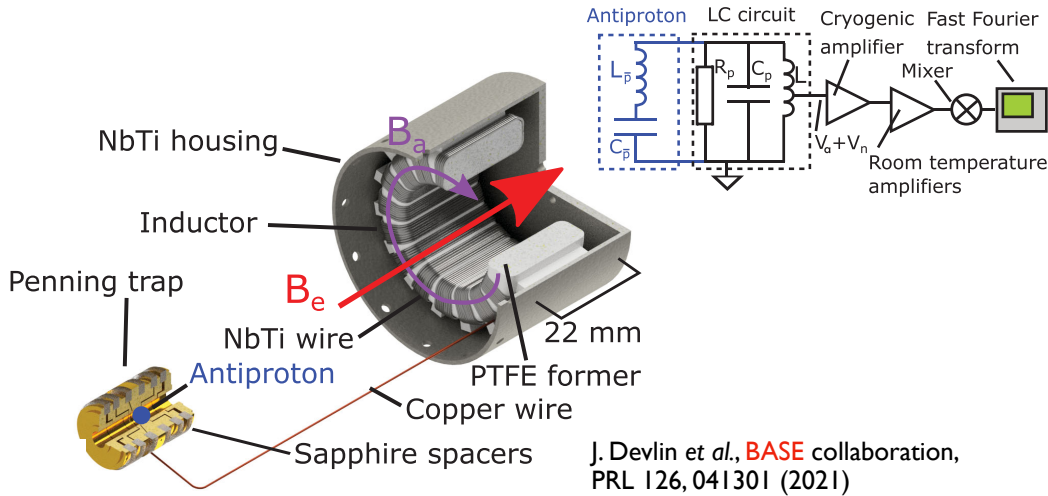 Antiproton
LC circuit
Cryogenic
amplifier
Fast Fourier
transform
Mixer
L p̅
C p̅
Rₚ
Cₚ
L
Vₐ+Vₙ
Room temperature
amplifiers
NbTi housing
Bₐ
Inductor
Bₑ
Penning trap
NbTi wire
22 mm
Antiproton
PTFE former
Copper wire
Sapphire spacers
J. Devlin et al., BASE collaboration,
PRL 126, 041301 (2021)